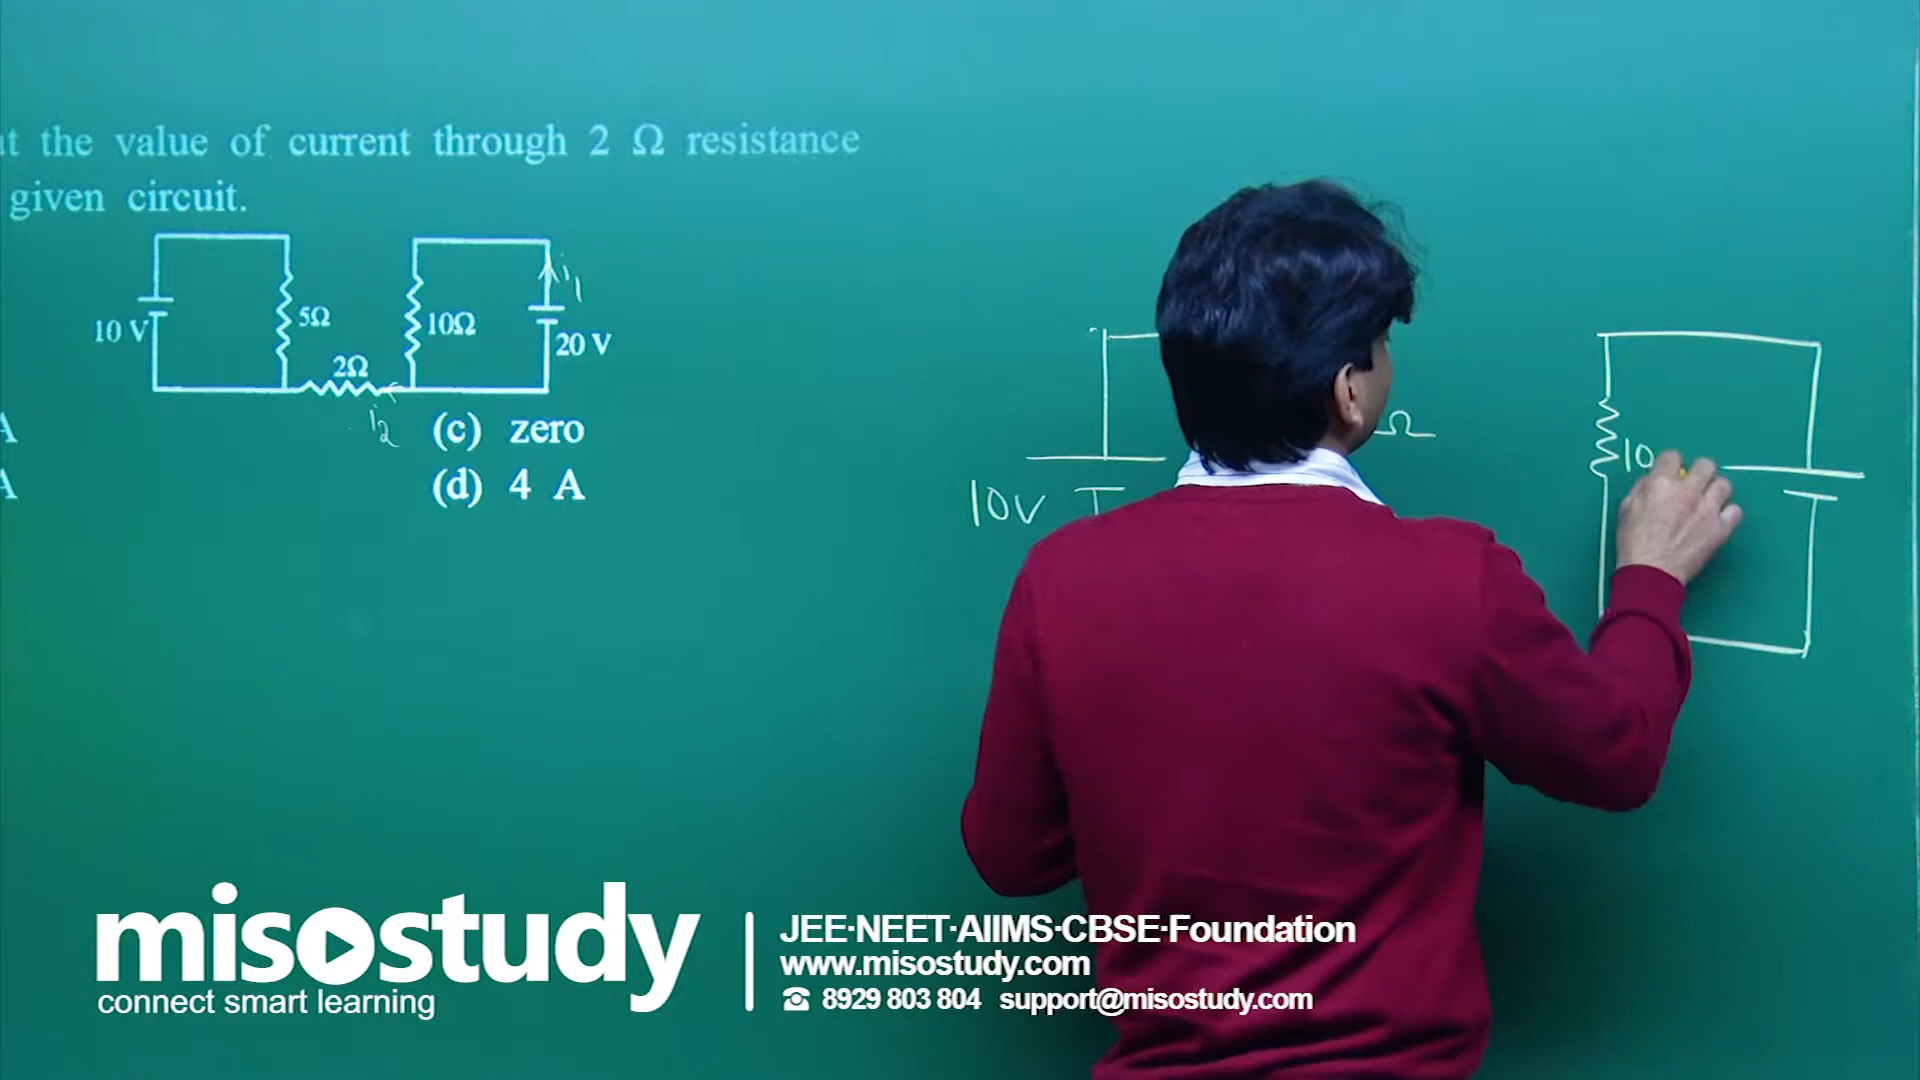 the value of current through 2 Ω resistance
given circuit.
10 V
5Ω
2Ω
10Ω
20 V
i1
i2
A
(c) zero
A
(d) 4 A
10V
Ω
10
misostudy
connect smart learning
JEE·NEET·AIIMS·CBSE·Foundation
www.misostudy.com
☎ 8929 803 804 support@misostudy.com